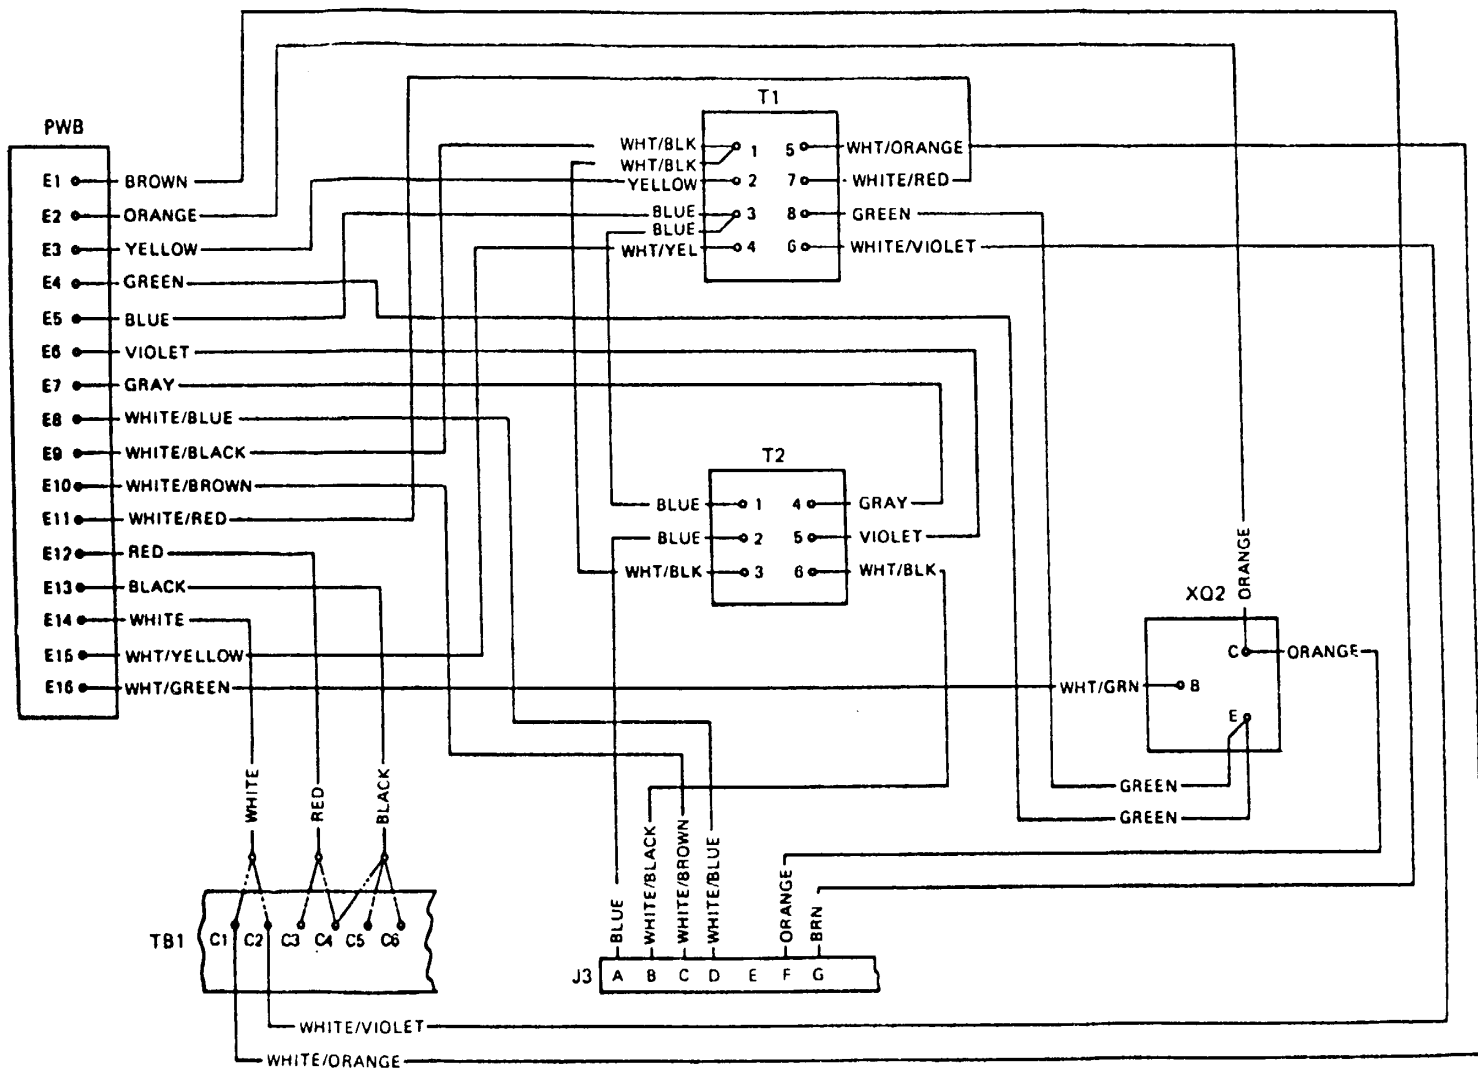 PWB
E1 BROWN
E2 ORANGE
E3 YELLOW
E4 GREEN
E5 BLUE
E6 VIOLET
E7 GRAY
E8 WHITE/BLUE
E9 WHITE/BLACK
E10 WHITE/BROWN
E11 WHITE/RED
E12 RED
E13 BLACK
E14 WHITE
E15 WHT/YELLOW
E16 WHT/GREEN
T1
WHT/BLK 1 5 WHT/ORANGE
WHT/BLK
YELLOW 2 7 WHITE/RED
BLUE 3 8 GREEN
BLUE
WHT/YEL 4 6 WHITE/VIOLET
T2
BLUE 1 4 GRAY
BLUE 2 5 VIOLET
WHT/BLK 3 6 WHT/BLK
ORANGE
XQ2
C ORANGE
WHT/GRN B
E
GREEN
GREEN
WHITE
RED
BLACK
TB1 C1 C2 C3 C4 C5 C6
BLUE
WHITE/BLACK
WHITE/BROWN
WHITE/BLUE
ORANGE
BRN
J3 A B C D E F G
WHITE/VIOLET
WHITE/ORANGE